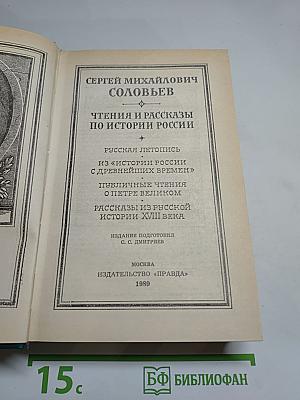 СЕРГЕЙ МИХАЙЛОВИЧ
СОЛОВЬЕВ
ЧТЕНИЯ И РАССКАЗЫ
ПО ИСТОРИИ РОССИИ
РУССКАЯ ЛЕТОПИСЬ
ИЗ «ИСТОРИИ РОССИИ
С ДРЕВНЕЙШИХ ВРЕМЕН»
ПУБЛИЧНЫЕ ЧТЕНИЯ
О ПЕТРЕ ВЕЛИКОМ
РАССКАЗЫ ИЗ РУССКОЙ
ИСТОРИИ XVIII ВЕКА
ИЗДАНИЕ ПОДГОТОВИЛ
С. С. ДМИТРИЕВ
МОСКВА
ИЗДАТЕЛЬСТВО «ПРАВДА»
1989
15 с
БФ БИБЛИОФАН